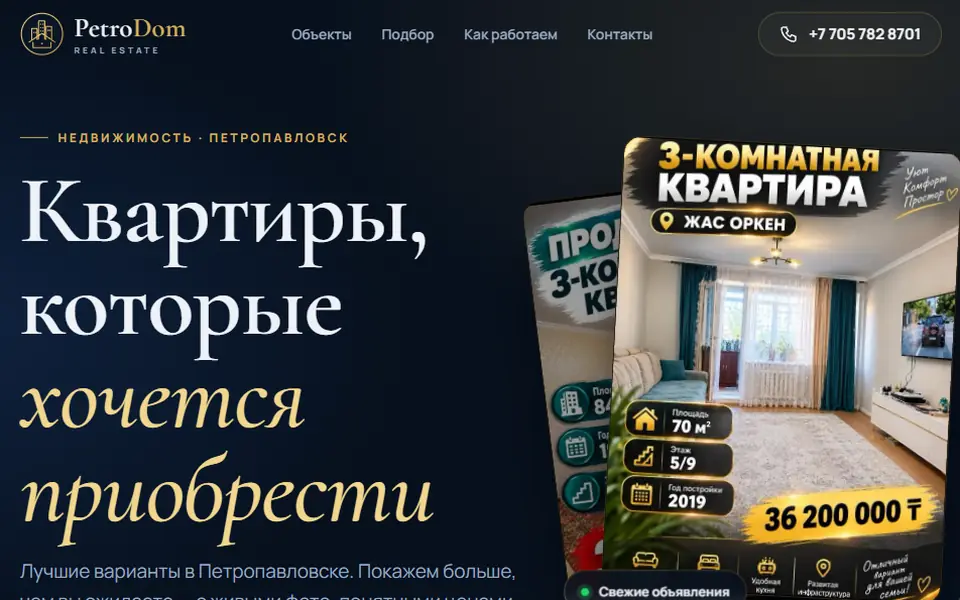 PetroDom
REAL ESTATE
Объекты
Подбор
Как работаем
Контакты
+7 705 782 8701
НЕДВИЖИМОСТЬ · ПЕТРОПАВЛОВСК
Квартиры,
которые
хочется
приобрести
Лучшие варианты в Петропавловске. Покажем больше,
3-КОМНАТНАЯ
КВАРТИРА
ЖАС ОРКЕН
Уют
Комфорт
Простор
Площадь
70 м²
Этаж
5/9
Год постройки
2019
36 200 000 ₸
Удобная
кухня
Развитая
инфраструктура
Отличный
вариант
для вашей
семьи!
Свежие объявления